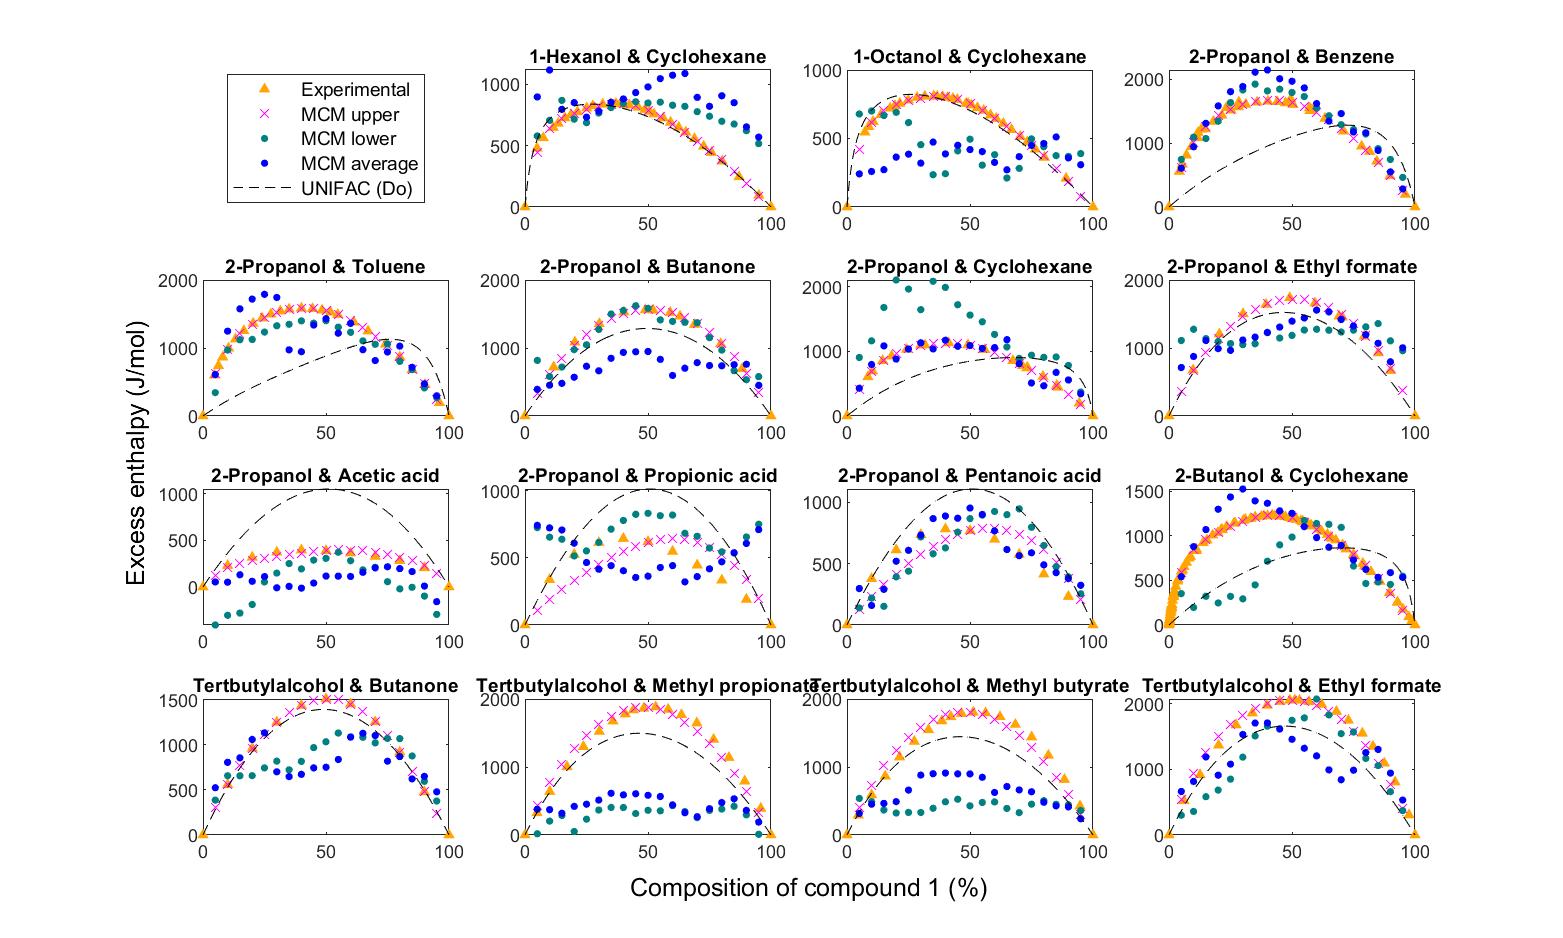 1-Hexanol & Cyclohexane
1-Octanol & Cyclohexane
2-Propanol & Benzene
Experimental
MCM upper
MCM lower
MCM average
UNIFAC (Do)
1000
500
0
0 50 100
1000
500
0
0 50 100
2000
1000
0
0 50 100
2-Propanol & Toluene
2-Propanol & Butanone
2-Propanol & Cyclohexane
2-Propanol & Ethyl formate
2000
1000
0
0 50 100
2000
1000
0
0 50 100
2000
1000
0
0 50 100
2000
1000
0
0 50 100
Excess enthalpy (J/mol)
2-Propanol & Acetic acid
2-Propanol & Propionic acid
2-Propanol & Pentanoic acid
2-Butanol & Cyclohexane
1000
500
0
0 50 100
1000
500
0
0 50 100
1000
500
0
0 50 100
1500
1000
500
0
0 50 100
Tertbutylalcohol & Butanone
Tertbutylalcohol & Methyl propionate
Tertbutylalcohol & Methyl butyrate
Tertbutylalcohol & Ethyl formate
1500
1000
500
0
0 50 100
2000
1000
0
0 50 100
2000
1000
0
0 50 100
2000
1000
0
0 50 100
Composition of compound 1 (%)